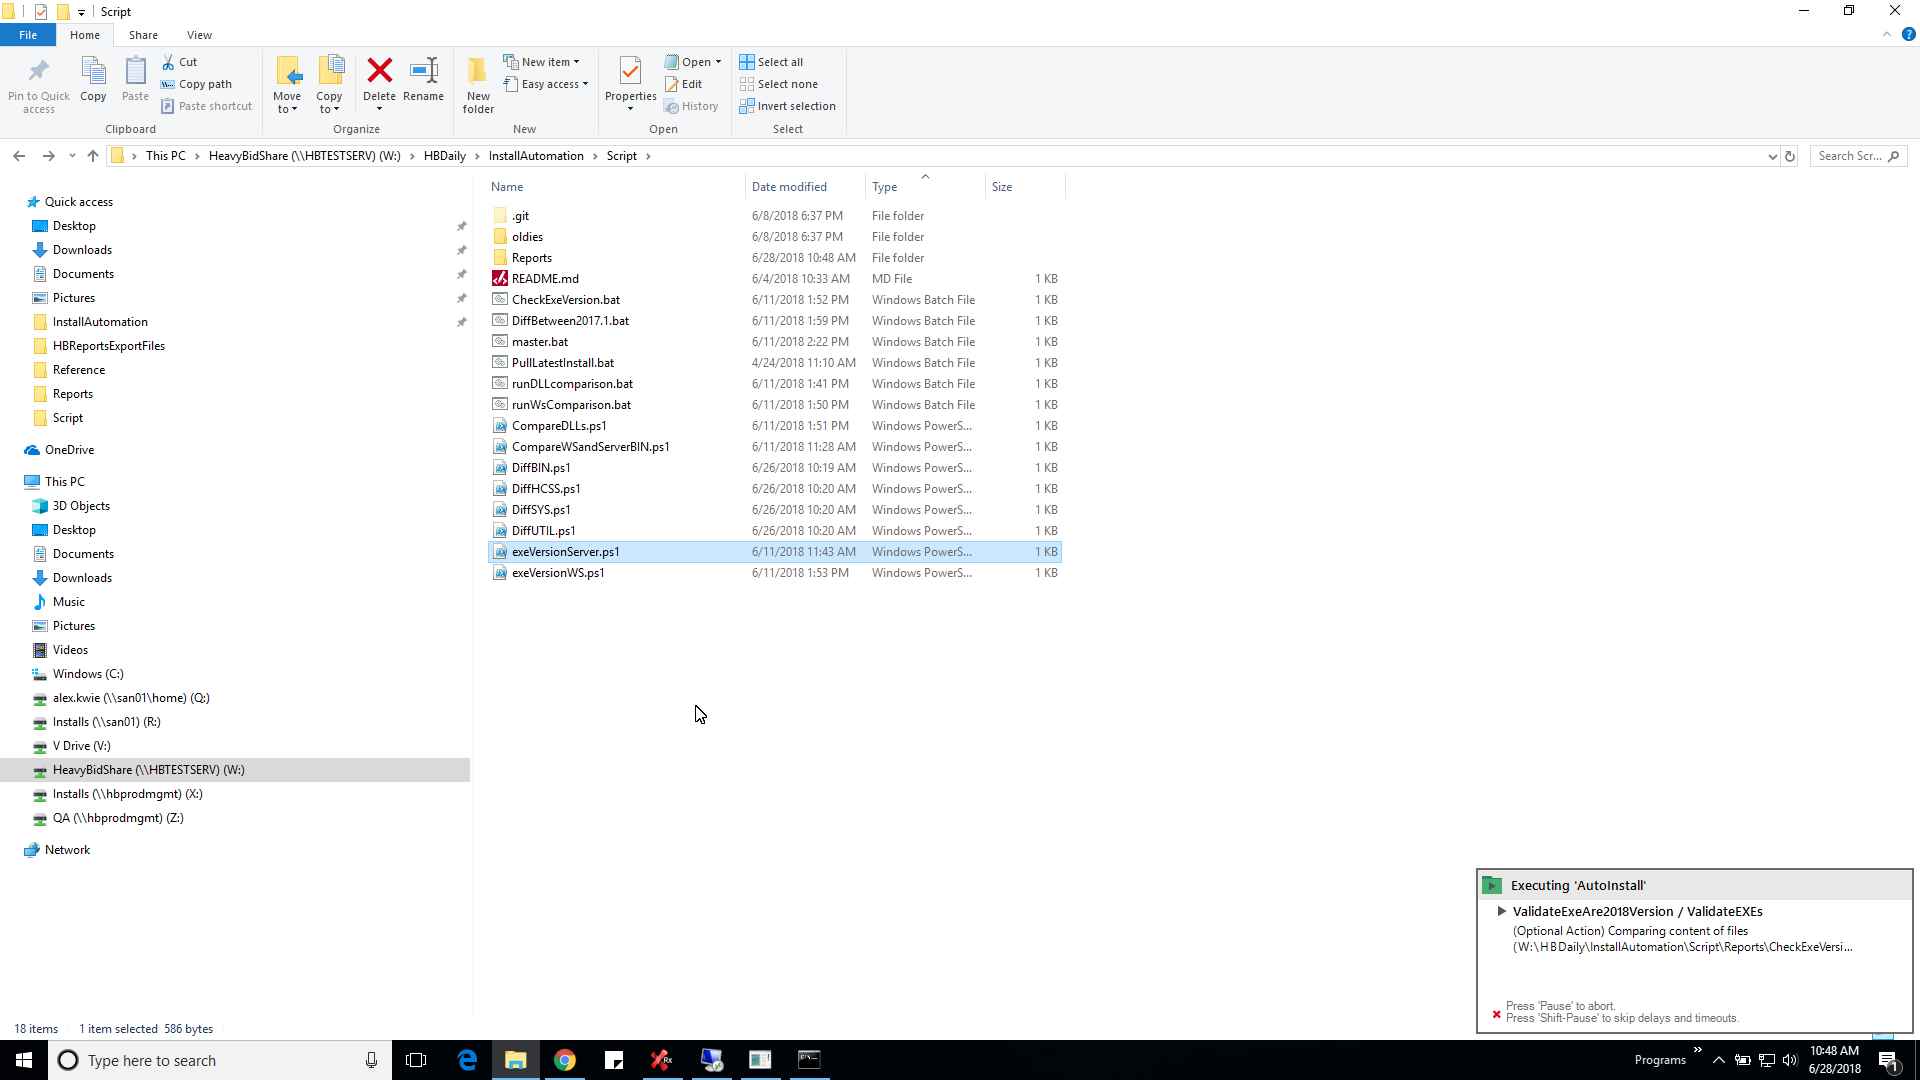 Script
File
Home
Share
View
Pin to Quick access
Copy
Paste
Cut
Copy path
Paste shortcut
Clipboard
Move to
Copy to
Delete
Rename
Organize
New folder
New item
Easy access
New
Properties
Open
Edit
History
Open
Select all
Select none
Invert selection
Select
This PC > HeavyBidShare (\\HBTESTSERV) (W:) > HBDaily > InstallAutomation > Script >
Search Scr...
Quick access
Desktop
Downloads
Documents
Pictures
InstallAutomation
HBReportsExportFiles
Reference
Reports
Script
OneDrive
This PC
3D Objects
Desktop
Documents
Downloads
Music
Pictures
Videos
Windows (C:)
alex.kwie (\\san01\home) (Q:)
Installs (\\san01) (R:)
V Drive (V:)
HeavyBidShare (\\HBTESTSERV) (W:)
Installs (\\hbprodmgmt) (X:)
QA (\\hbprodmgmt) (Z:)
Network
Name Date modified Type Size
.git 6/8/2018 6:37 PM File folder
oldies 6/8/2018 6:37 PM File folder
Reports 6/28/2018 10:48 AM File folder
README.md 6/4/2018 10:33 AM MD File 1 KB
CheckExeVersion.bat 6/11/2018 1:52 PM Windows Batch File 1 KB
DiffBetween2017.1.bat 6/11/2018 1:59 PM Windows Batch File 1 KB
master.bat 6/11/2018 2:22 PM Windows Batch File 1 KB
PullLatestInstall.bat 4/24/2018 11:10 AM Windows Batch File 1 KB
runDLLcomparison.bat 6/11/2018 1:41 PM Windows Batch File 1 KB
runWsComparison.bat 6/11/2018 1:50 PM Windows Batch File 1 KB
CompareDLLs.ps1 6/11/2018 1:51 PM Windows PowerS... 1 KB
CompareWSandServerBIN.ps1 6/11/2018 11:28 AM Windows PowerS... 1 KB
DiffBIN.ps1 6/26/2018 10:19 AM Windows PowerS... 1 KB
DiffHCSS.ps1 6/26/2018 10:20 AM Windows PowerS... 1 KB
DiffSYS.ps1 6/26/2018 10:20 AM Windows PowerS... 1 KB
DiffUTIL.ps1 6/26/2018 10:20 AM Windows PowerS... 1 KB
exeVersionServer.ps1 6/11/2018 11:43 AM Windows PowerS... 1 KB
exeVersionWS.ps1 6/11/2018 1:53 PM Windows PowerS... 1 KB
Executing 'AutoInstall'
ValidateExeAre2018Version / ValidateEXEs
(Optional Action) Comparing content of files
(W:\HBDaily\InstallAutomation\Script\Reports\CheckExeVersi...
Press 'Pause' to abort.
Press 'Shift-Pause' to skip delays and timeouts.
18 items 1 item selected 586 bytes
Type here to search
Programs
10:48 AM
6/28/2018
1